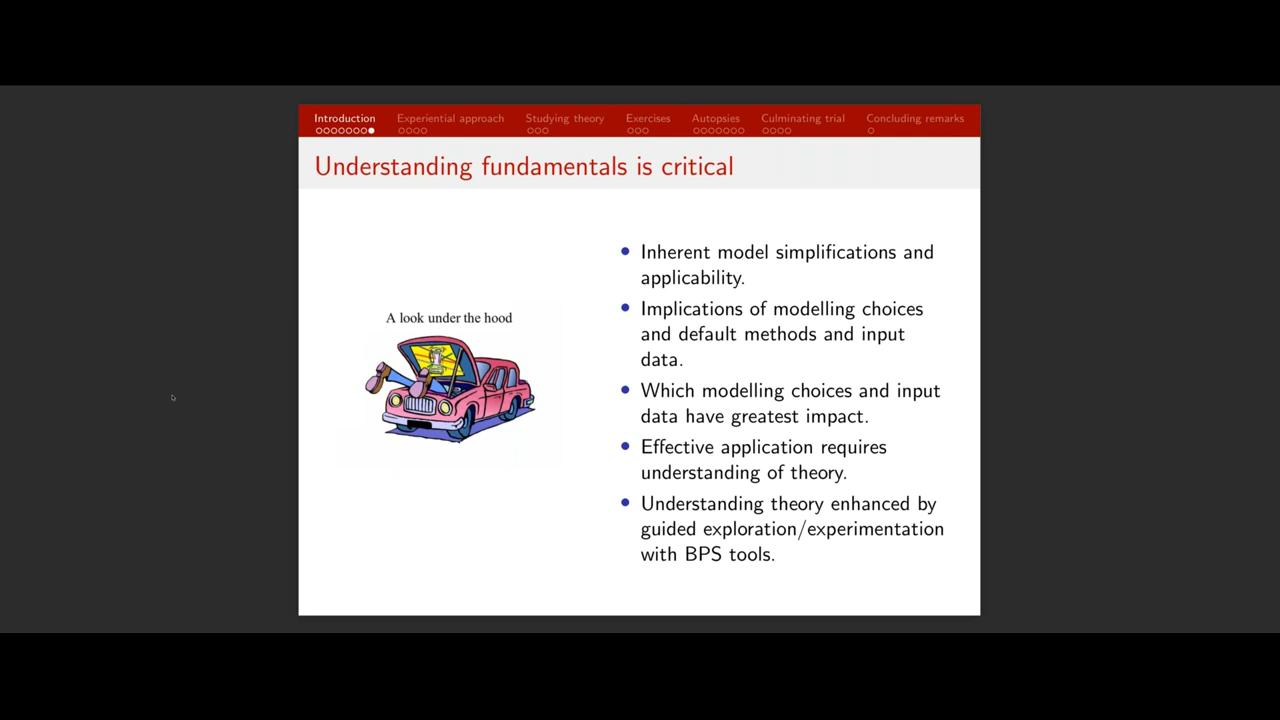 Introduction Experiential approach Studying theory Exercises Autopsies Culminating trial Concluding remarks
Understanding fundamentals is critical
A look under the hood
• Inherent model simplifications and
applicability.
• Implications of modelling choices
and default methods and input
data.
• Which modelling choices and input
data have greatest impact.
• Effective application requires
understanding of theory.
• Understanding theory enhanced by
guided exploration/experimentation
with BPS tools.